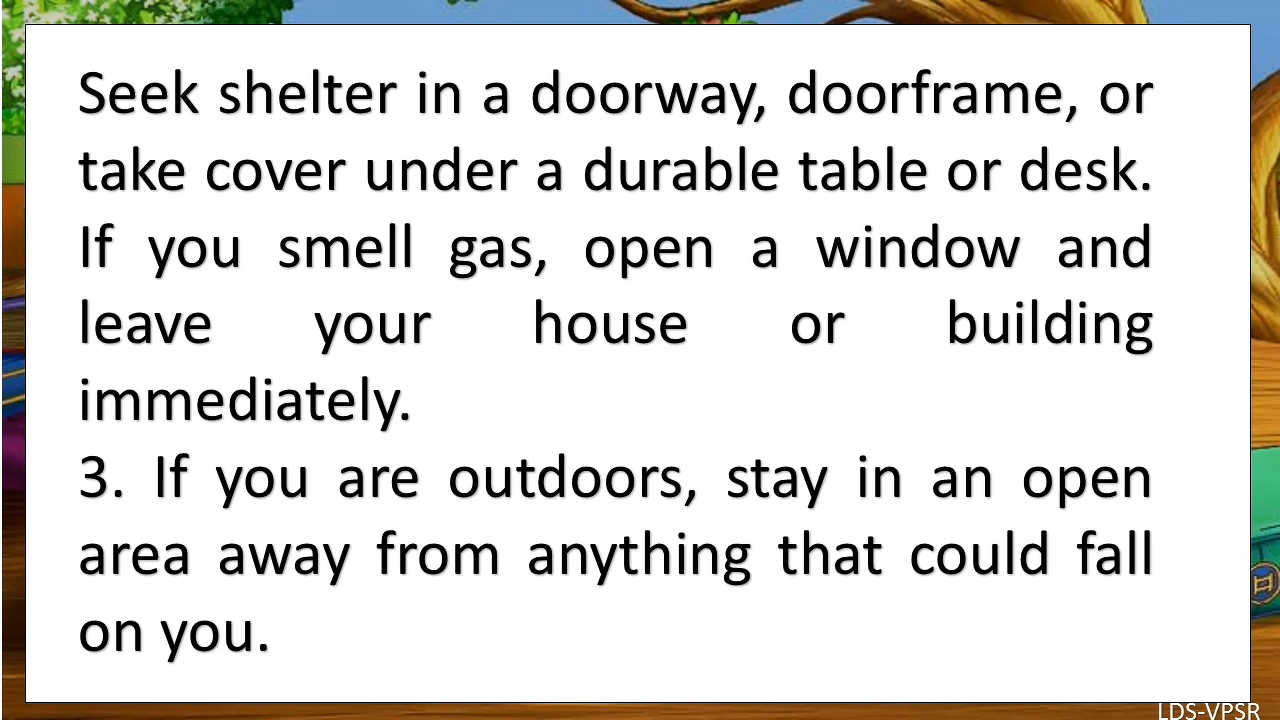 Seek shelter in a doorway, doorframe, or
take cover under a durable table or desk.
If you smell gas, open a window and
leave your house or building
immediately.
3. If you are outdoors, stay in an open
area away from anything that could fall
on you.
LDS-VPSR